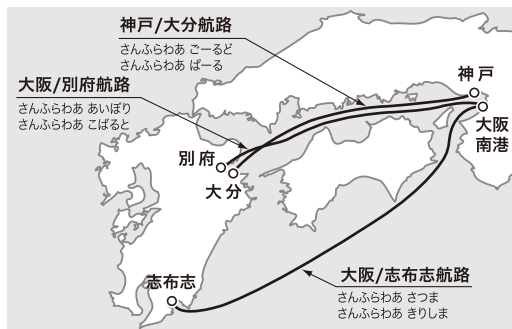 神戸/大分航路
さんふらわあ ごーるど
さんふらわあ ぱーる
大阪/別府航路
さんふらわあ あいぼり
さんふらわあ こばると
神戸
大阪
南港
別府
大分
志布志
大阪/志布志航路
さんふらわあ さつま
さんふらわあ きりしま